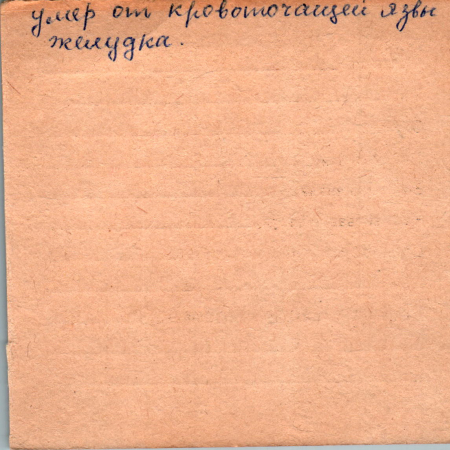 умер от кровоточащей язвы
желудка.